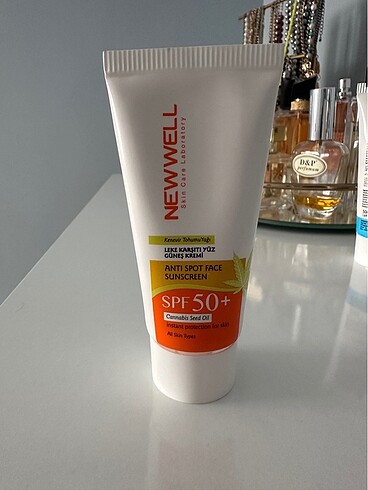 NEWWELL
Skin Care Laboratory
Kenevir Tohumu Yağı
LEKE KARŞITI YÜZ
GÜNEŞ KREMİ
ANTI SPOT FACE
SUNSCREEN
SPF 50+
Cannabis Seed Oil
Instant protection for skin
All Skin Types
D&P
perfumum